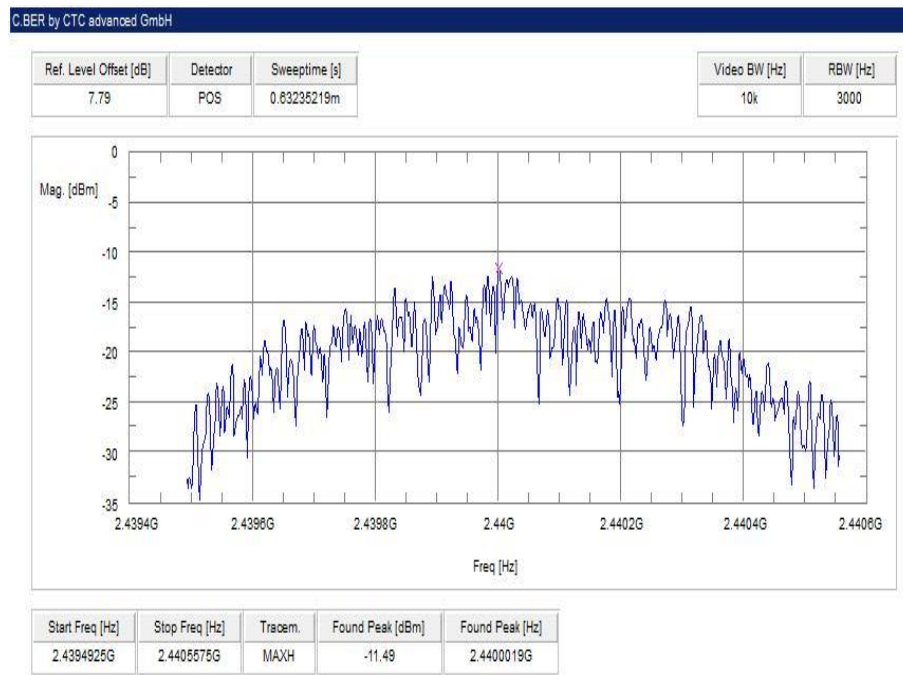 C.BER by CTC advanced GmbH
Ref. Level Offset [dB] Detector Sweeptime [s] Video BW [Hz] RBW [Hz]
7.79 POS 0.63235219m 10k 3000
0
Mag. [dBm]
-5
-10
-15
-20
-25
-30
-35
2.4394G 2.4396G 2.4398G 2.44G 2.4402G 2.4404G 2.4406G
Freq [Hz]
Start Freq [Hz] Stop Freq [Hz] Tracem. Found Peak [dBm] Found Peak [Hz]
2.4394925G 2.4405575G MAXH -11.49 2.4400019G